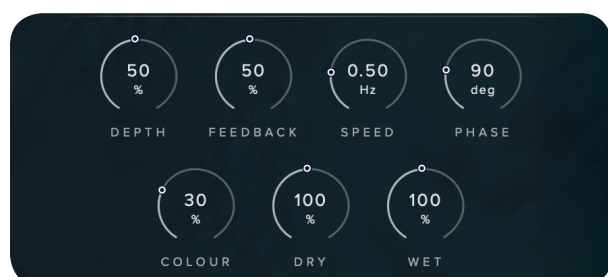 50 50 0.50 90
% % Hz deg
DEPTH FEEDBACK SPEED PHASE
30 100 100
% % %
COLOUR DRY WET